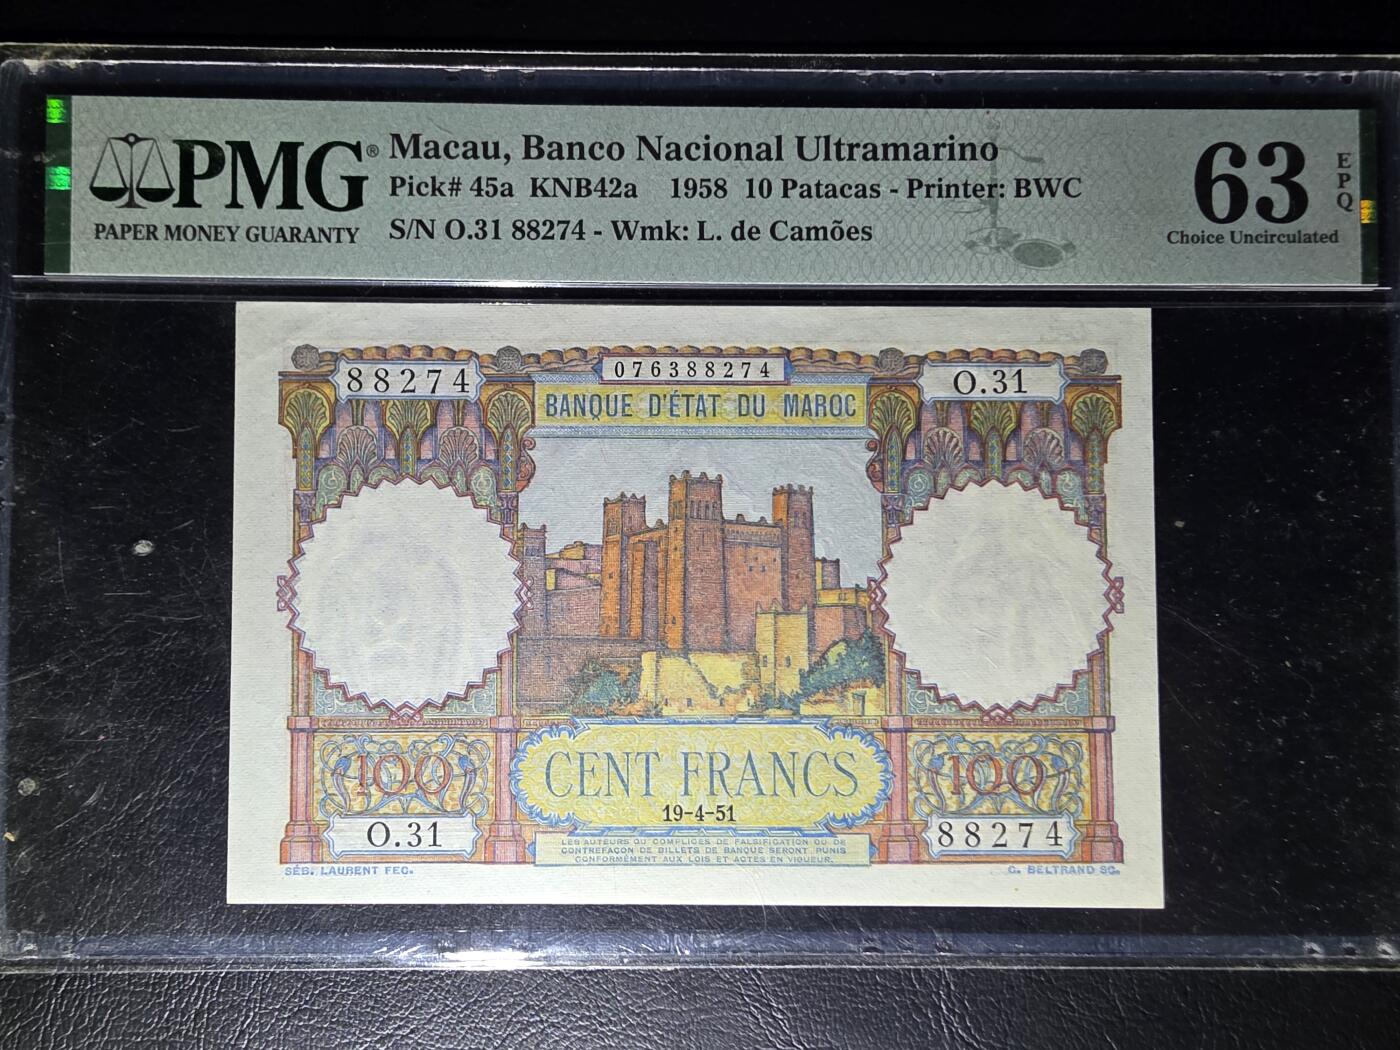 PMG®
PAPER MONEY GUARANTY
Macau, Banco Nacional Ultramarino
Pick# 45a KNB42a 1958 10 Patacas - Printer: BWC
S/N O.31 88274 - Wmk: L. de Camões
63 EPQ
Choice Uncirculated
88274
076388274
O.31
BANQUE D'ÉTAT DU MAROC
100
CENT FRANCS
100
19-4-51
O.31
88274
LES AUTEURS OU COMPLICES DE FALSIFICATION OU DE
CONTREFAÇON DE BILLETS DE BANQUE SERONT PUNIS
CONFORMÉMENT AUX LOIS ET ACTES EN VIGUEUR.
SÉB. LAURENT FEC.
C. BELTRAND SC.